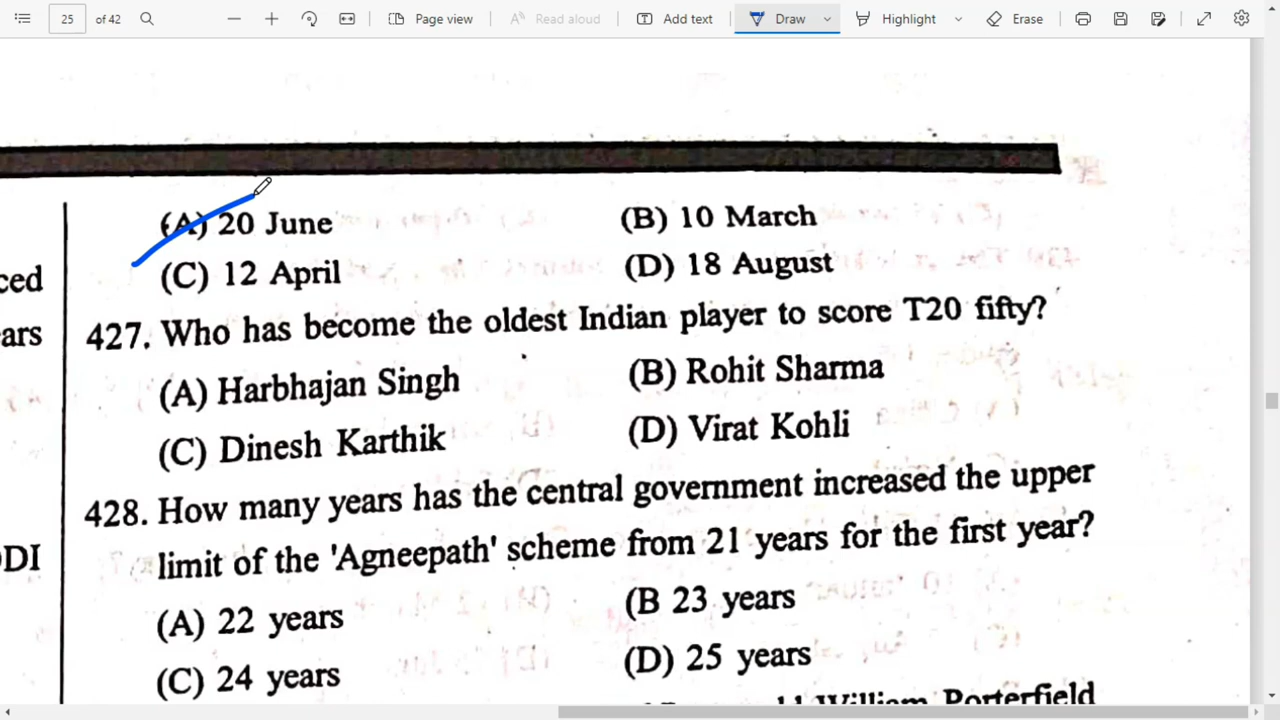 25 of 42 Page view Read aloud Add text Draw Highlight Erase
(A) 20 June (B) 10 March
ced (C) 12 April (D) 18 August
ars 427. Who has become the oldest Indian player to score T20 fifty?
(A) Harbhajan Singh (B) Rohit Sharma
(C) Dinesh Karthik (D) Virat Kohli
428. How many years has the central government increased the upper
DI limit of the 'Agneepath' scheme from 21 years for the first year?
(A) 22 years (B 23 years
(C) 24 years (D) 25 years
William Porterfield